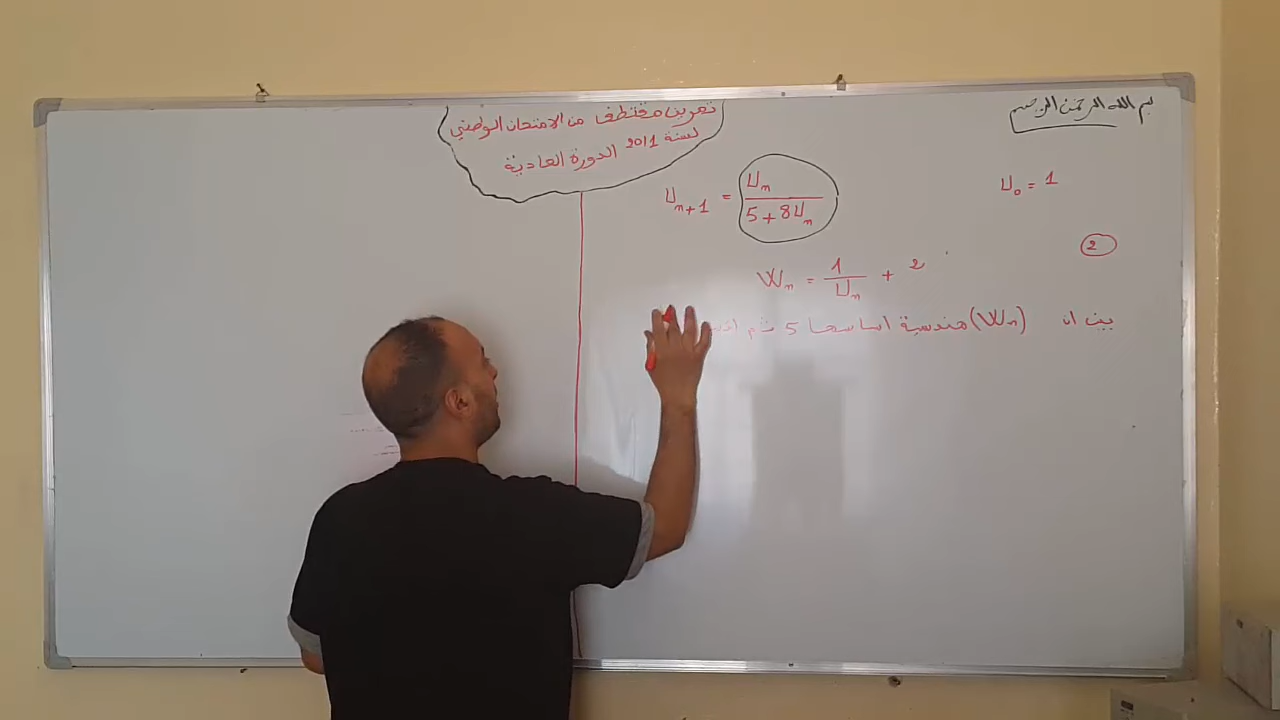 بسم الله الرحمن الرحيم
تمرين مقتطف من الامتحان الوطني
لسنة 2011 الدورة العادية
U₀ = 1
Uₙ₊₁ = Uₙ / (5 + 8Uₙ)
2
Wₙ = 1/Uₙ + 2
بين ان (Wₙ) هندسية اساسها 5 ثم